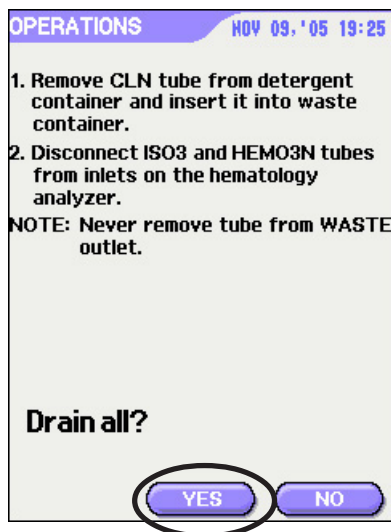 OPERATIONS NOV 09,'05 19:25
1. Remove CLN tube from detergent
container and insert it into waste
container.
2. Disconnect ISO3 and HEMO3N tubes
from inlets on the hematology
analyzer.
NOTE: Never remove tube from WASTE
outlet.
Drain all?
YES NO